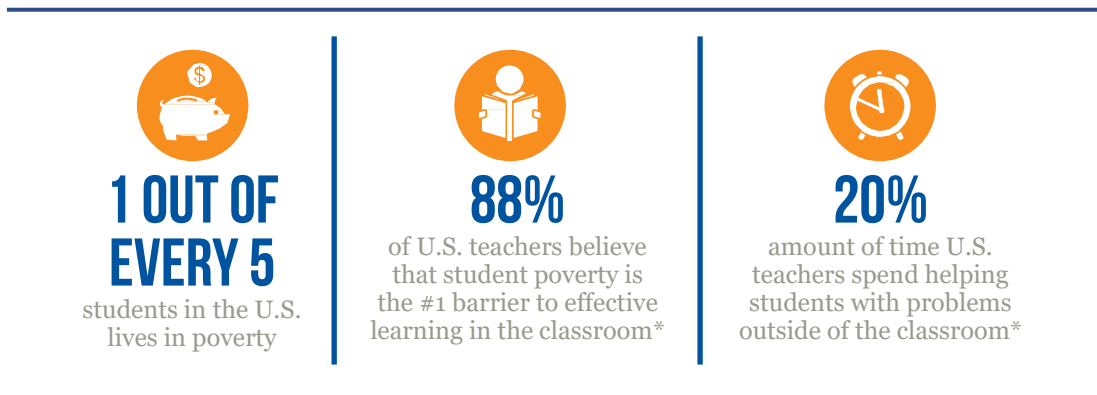 $
1 OUT OF
EVERY 5
students in the U.S.
lives in poverty
88%
of U.S. teachers believe
that student poverty is
the #1 barrier to effective
learning in the classroom*
20%
amount of time U.S.
teachers spend helping
students with problems
outside of the classroom*